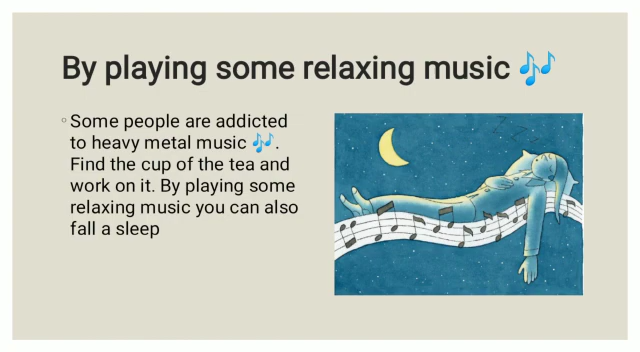 By playing some relaxing music 🎶
Some people are addicted
to heavy metal music 🎶.
Find the cup of the tea and
work on it. By playing some
relaxing music you can also
fall a sleep